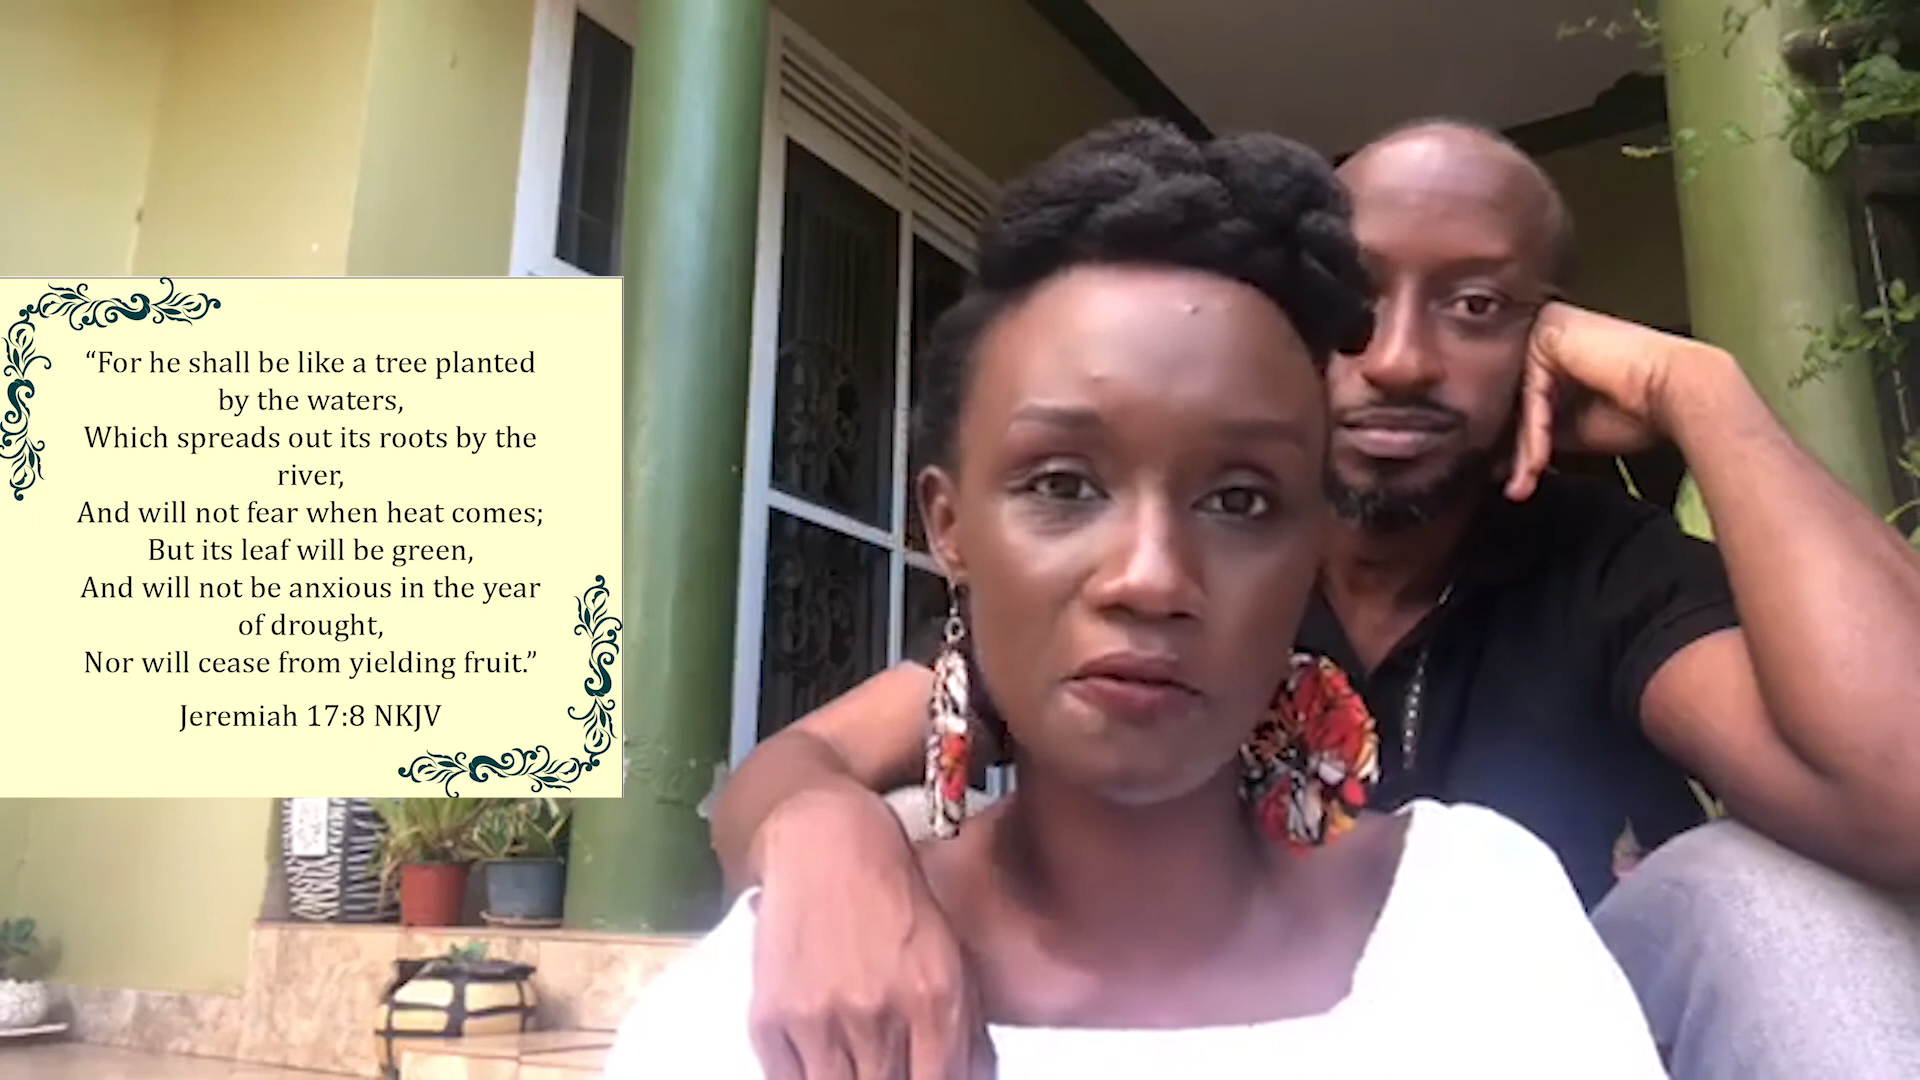 “For he shall be like a tree planted
by the waters,
Which spreads out its roots by the
river,
And will not fear when heat comes;
But its leaf will be green,
And will not be anxious in the year
of drought,
Nor will cease from yielding fruit.”
Jeremiah 17:8 NKJV